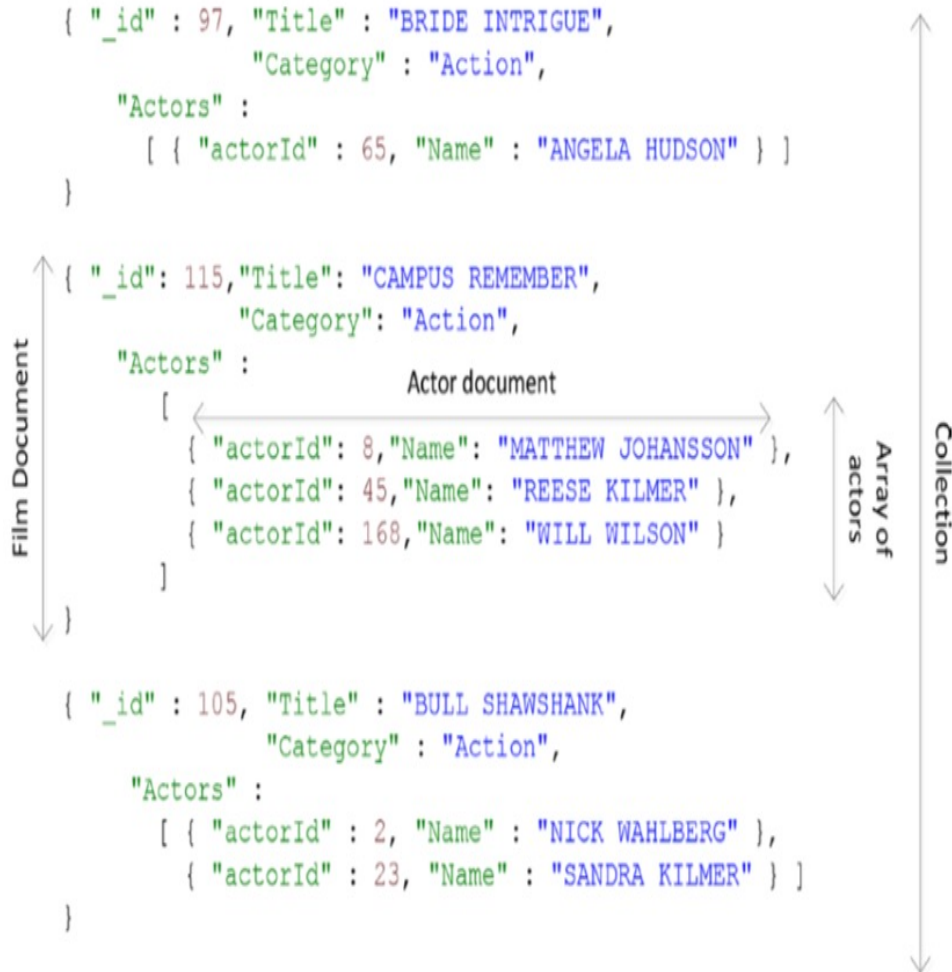 { "_id" : 97, "Title" : "BRIDE INTRIGUE",
"Category" : "Action",
"Actors" :
[ { "actorId" : 65, "Name" : "ANGELA HUDSON" } ]
}
{ "_id": 115,"Title": "CAMPUS REMEMBER",
"Category": "Action",
"Actors" :
Actor document
[
{ "actorId": 8,"Name": "MATTHEW JOHANSSON" },
{ "actorId": 45,"Name": "REESE KILMER" },
{ "actorId": 168,"Name": "WILL WILSON" }
]
}
Film Document
Array of
actors
Collection
{ "_id" : 105, "Title" : "BULL SHAWSHANK",
"Category" : "Action",
"Actors" :
[ { "actorId" : 2, "Name" : "NICK WAHLBERG" },
{ "actorId" : 23, "Name" : "SANDRA KILMER" } ]
}